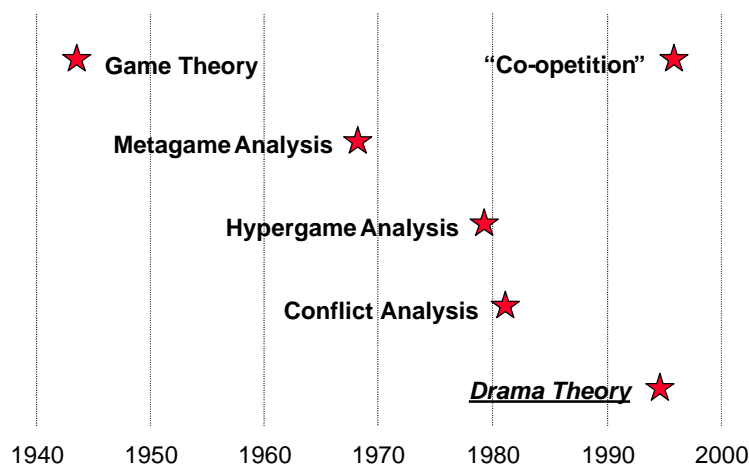 Game Theory
“Co-opetition”
Metagame Analysis
Hypergame Analysis
Conflict Analysis
Drama Theory
1940 1950 1960 1970 1980 1990 2000